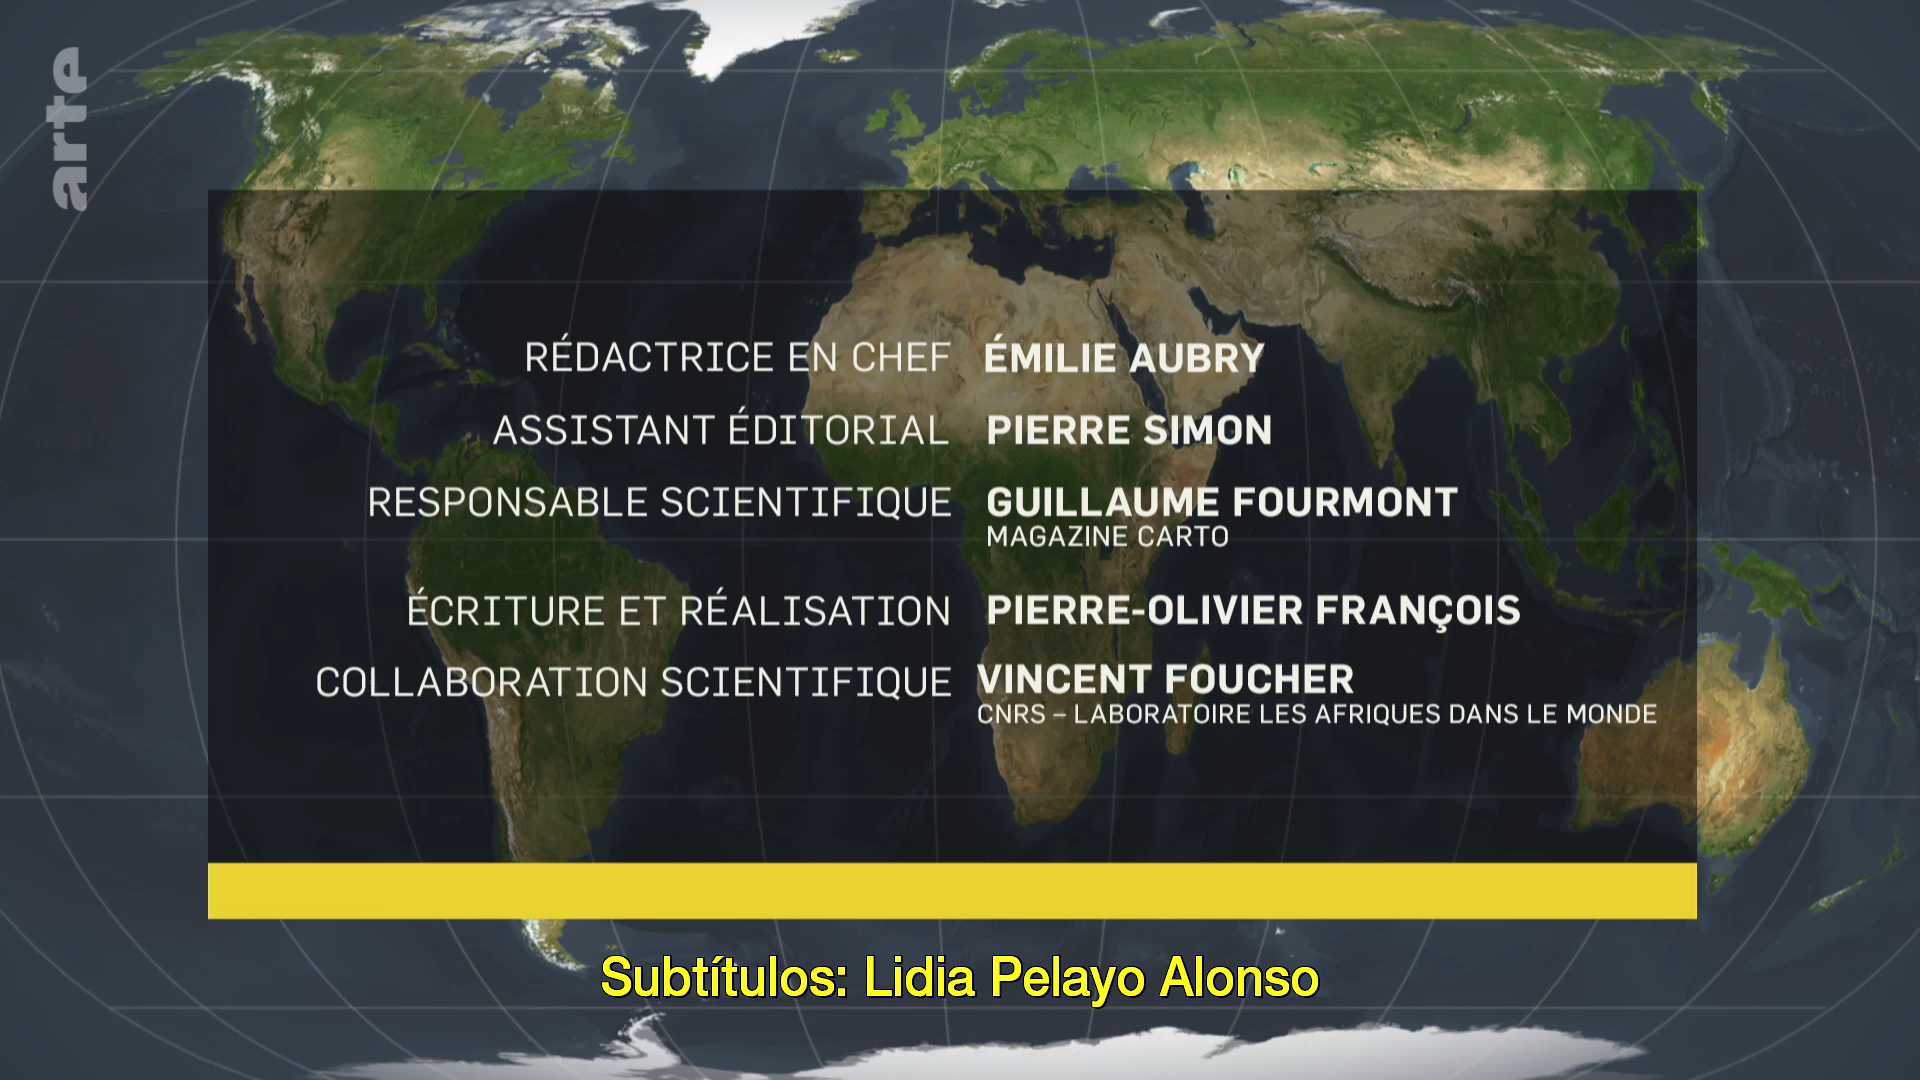 arte
RÉDACTRICE EN CHEF ÉMILIE AUBRY
ASSISTANT ÉDITORIAL PIERRE SIMON
RESPONSABLE SCIENTIFIQUE GUILLAUME FOURMONT
MAGAZINE CARTO
ÉCRITURE ET RÉALISATION PIERRE-OLIVIER FRANÇOIS
COLLABORATION SCIENTIFIQUE VINCENT FOUCHER
CNRS – LABORATOIRE LES AFRIQUES DANS LE MONDE
Subtítulos: Lidia Pelayo Alonso